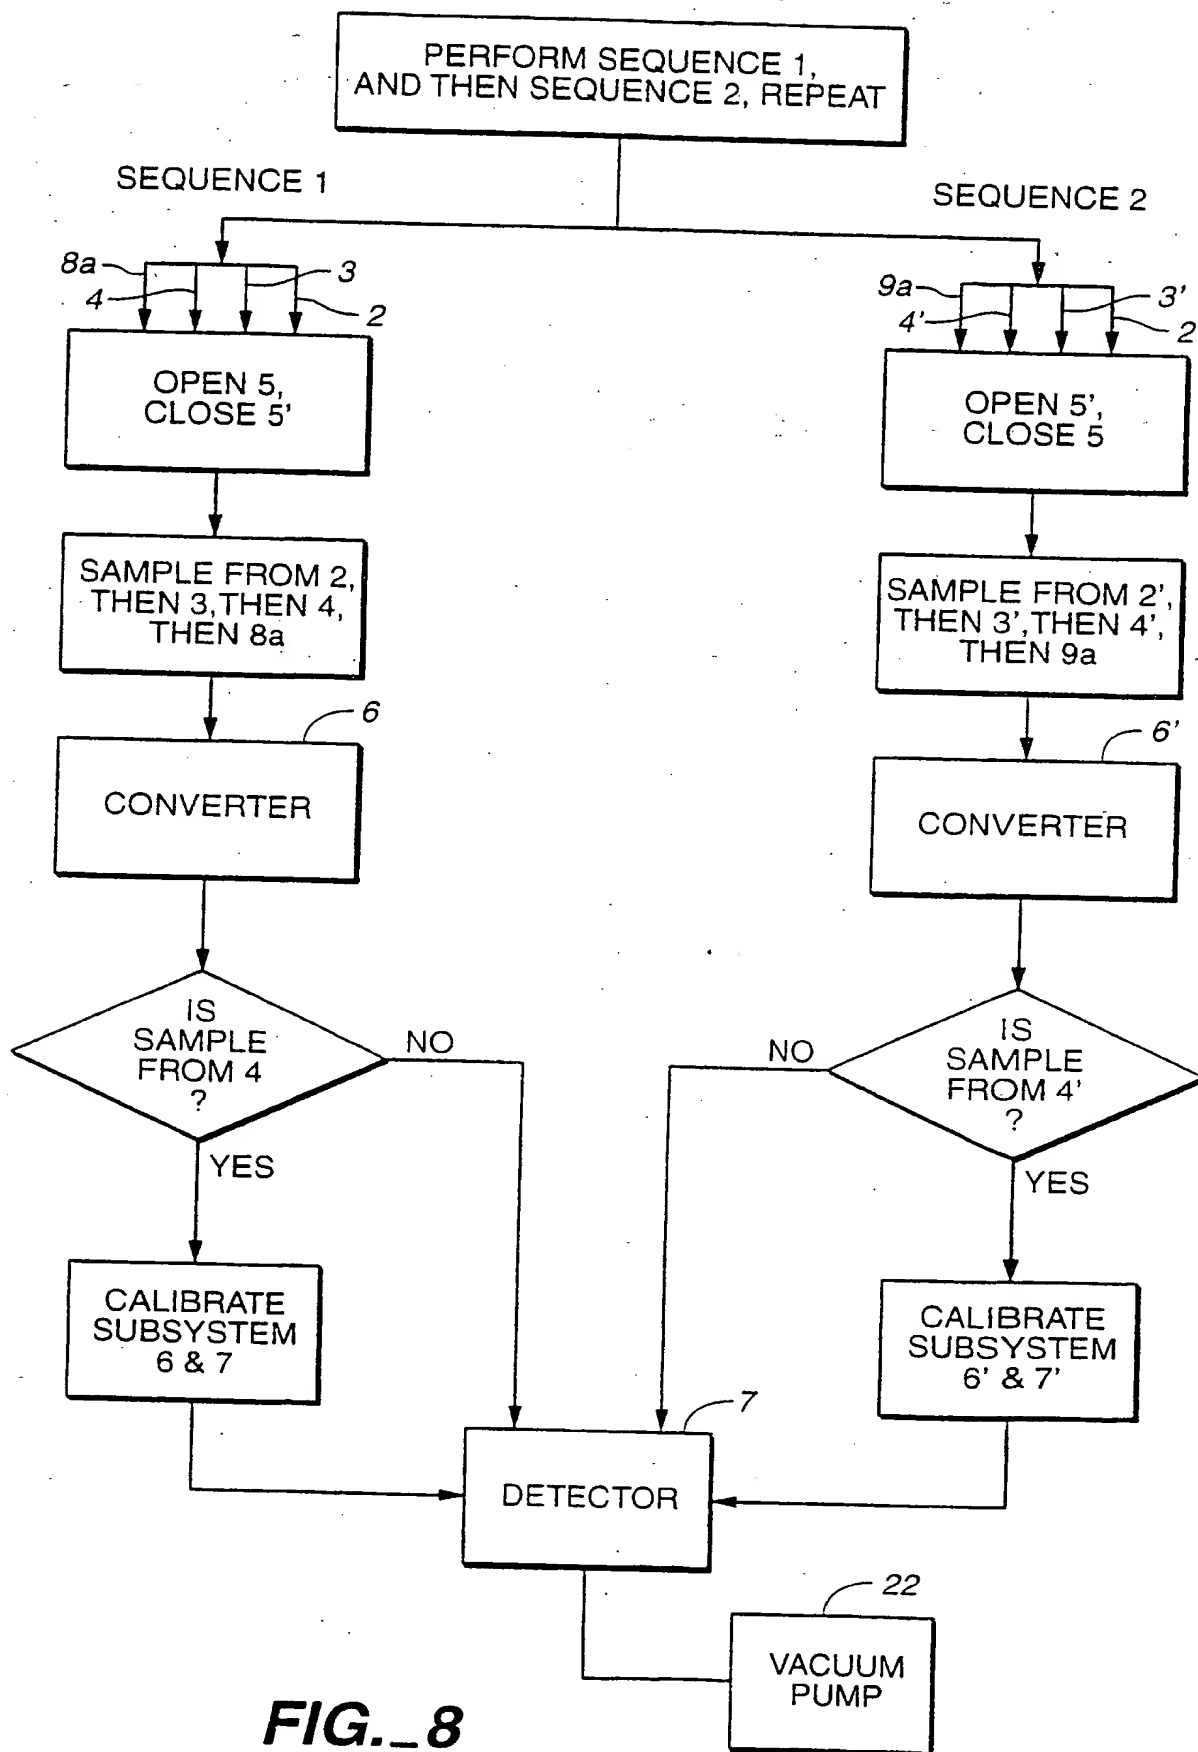 PERFORM SEQUENCE 1,
AND THEN SEQUENCE 2, REPEAT
SEQUENCE 1
SEQUENCE 2
8a
4
3
2
9a
4'
3'
2
OPEN 5,
CLOSE 5'
OPEN 5',
CLOSE 5
SAMPLE FROM 2,
THEN 3, THEN 4,
THEN 8a
SAMPLE FROM 2',
THEN 3', THEN 4',
THEN 9a
6
CONVERTER
6'
CONVERTER
IS
SAMPLE
FROM 4
?
NO
YES
IS
SAMPLE
FROM 4'
?
NO
YES
CALIBRATE
SUBSYSTEM
6 & 7
CALIBRATE
SUBSYSTEM
6' & 7'
7
DETECTOR
22
VACUUM
PUMP
FIG._8